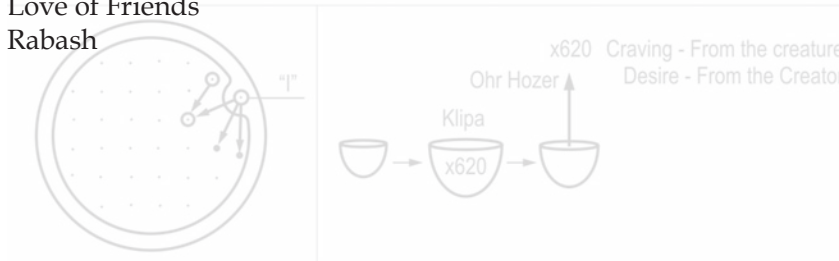 Love of Friends
Rabash
"I"
x620 Craving - From the creature
Ohr Hozer
Desire - From the Creator
Klipa
x620